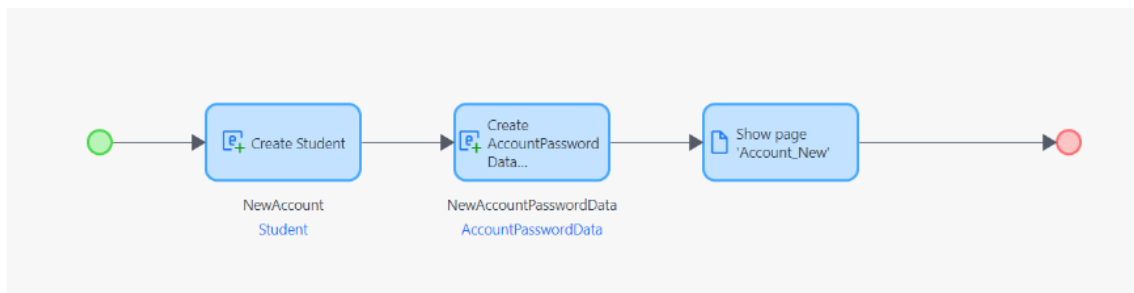 Create Student
Create
AccountPassword
Data...
Show page
'Account_New'
NewAccount
Student
NewAccountPasswordData
AccountPasswordData